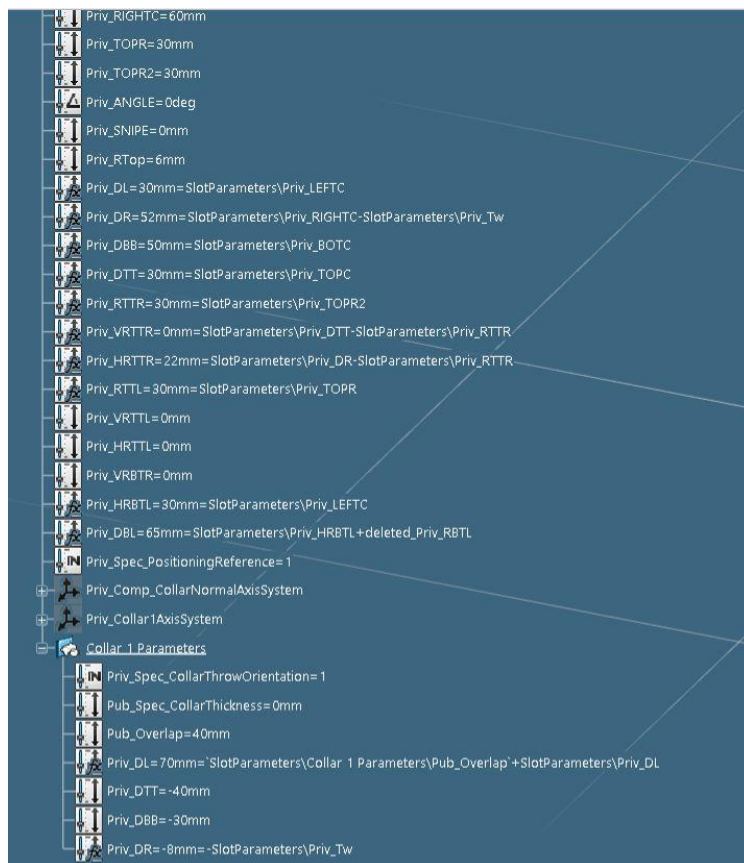 Priv_RIGHTC=60mm
Priv_TOPR=30mm
Priv_TOPR2=30mm
Priv_ANGLE=0deg
Priv_SNIPE=0mm
Priv_RTop=6mm
Priv_DL=30mm=SlotParameters\Priv_LEFTC
Priv_DR=52mm=SlotParameters\Priv_RIGHTC-SlotParameters\Priv_Tw
Priv_DBB=50mm=SlotParameters\Priv_BOTC
Priv_DTT=30mm=SlotParameters\Priv_TOPC
Priv_RTTR=30mm=SlotParameters\Priv_TOPR2
Priv_VRTTR=0mm=SlotParameters\Priv_DTT-SlotParameters\Priv_RTTR
Priv_HRTTR=22mm=SlotParameters\Priv_DR-SlotParameters\Priv_RTTR
Priv_RTTL=30mm=SlotParameters\Priv_TOPR
Priv_VRTTL=0mm
Priv_HRTTL=0mm
Priv_VRBTR=0mm
Priv_HRBTL=30mm=SlotParameters\Priv_LEFTC
Priv_DBL=65mm=SlotParameters\Priv_HRBTL+deleted_Priv_RBTL
IN Priv_Spec_PositioningReference=1
Priv_Comp_CollarNormalAxisSystem
Priv_Collar1AxisSystem
Collar 1 Parameters
IN Priv_Spec_CollarThrowOrientation=1
Pub_Spec_CollarThickness=0mm
Pub_Overlap=40mm
Priv_DL=70mm=`SlotParameters\Collar 1 Parameters\Pub_Overlap`+SlotParameters\Priv_DL
Priv_DTT=-40mm
Priv_DBB=-30mm
Priv_DR=-8mm=-SlotParameters\Priv_Tw